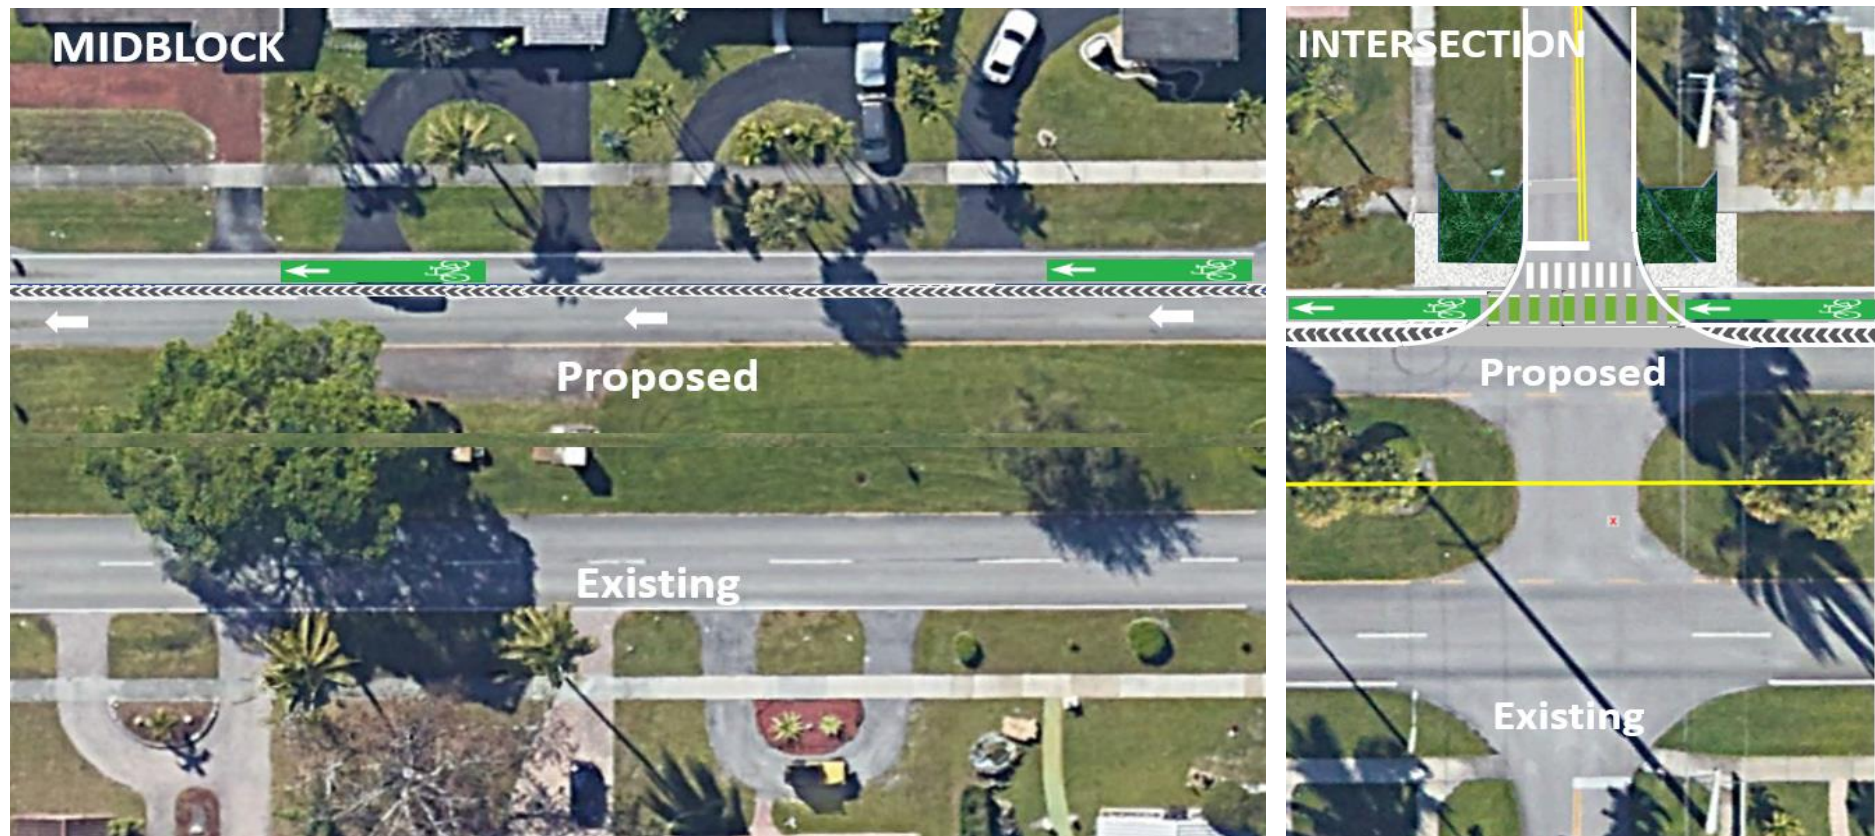 MIDBLOCK
Proposed
Existing
INTERSECTION
Proposed
x
Existing